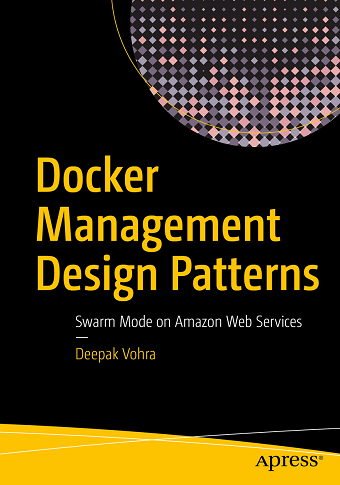 Docker
Management
Design Patterns
Swarm Mode on Amazon Web Services
—
Deepak Vohra
Apress®